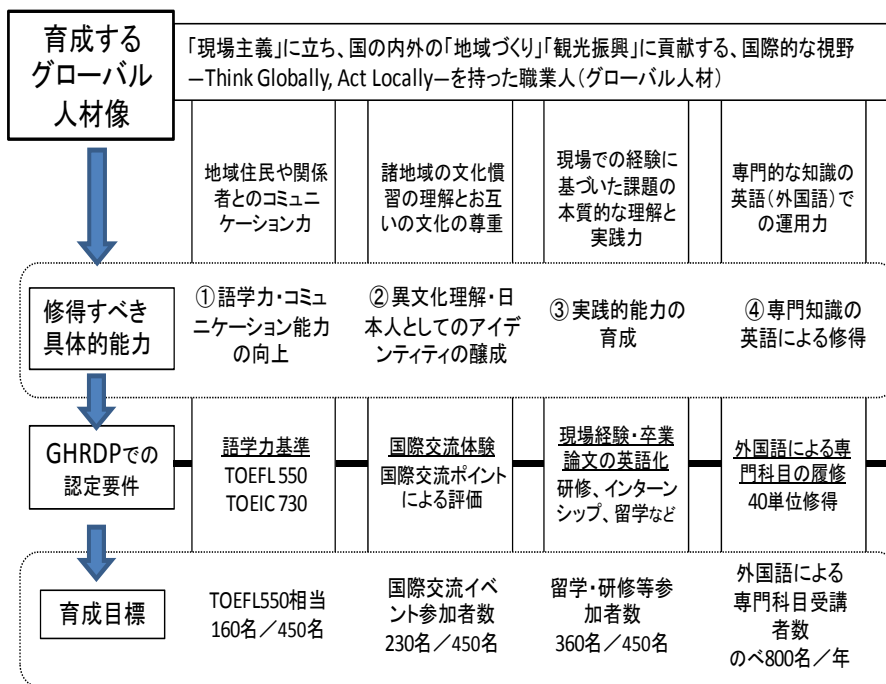 育成する
グローバル
人材像
「現場主義」に立ち、国の内外の「地域づくり」「観光振興」に貢献する、国際的な視野
―Think Globally, Act Locally―を持った職業人(グローバル人材)
地域住民や関係
者とのコミュニ
ケーション力
諸地域の文化慣
習の理解とお互
いの文化の尊重
現場での経験に
基づいた課題の
本質的な理解と
実践力
専門的な知識の
英語(外国語)で
の運用力
修得すべき
具体的能力
①語学力・コミュ
ニケーション能力
の向上
②異文化理解・日
本人としてのアイデ
ンティティの醸成
③実践的能力の
育成
④専門知識の
英語による修得
GHRDPでの
認定要件
語学力基準
TOEFL 550
TOEIC 730
国際交流体験
国際交流ポイント
による評価
現場経験・卒業
論文の英語化
研修、インターン
シップ、留学など
外国語による専
門科目の履修
40単位修得
育成目標
TOEFL550相当
160名/450名
国際交流イベ
ント参加者数
230名/450名
留学・研修等参
加者数
360名/450名
外国語による
専門科目受講
者数
のべ800名/年